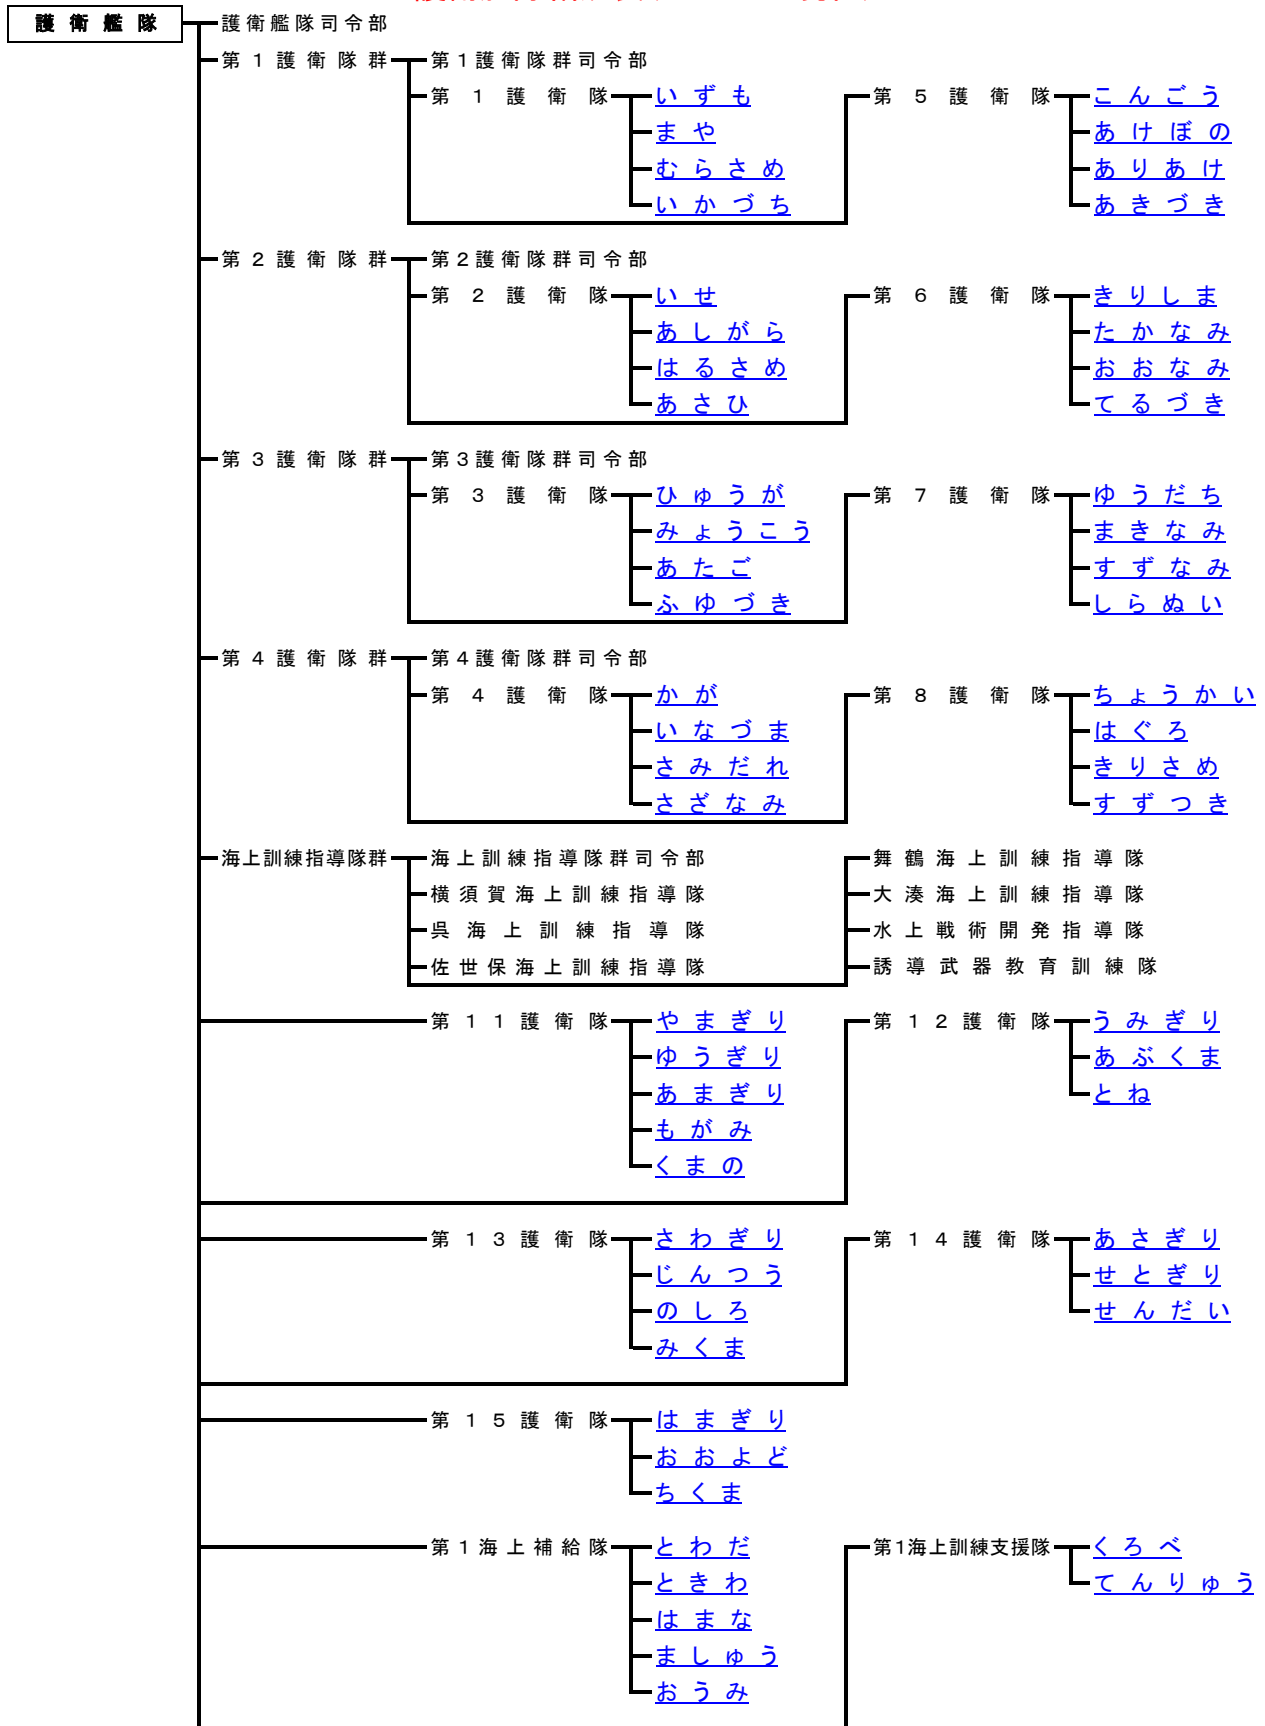 護衛艦隊 護衛艦隊司令部
第1護衛隊群 第1護衛隊群司令部
第1護衛隊 いずも 第5護衛隊 こんごう
まや あけぼの
むらさめ ありあけ
いかづち あきづき
第2護衛隊群 第2護衛隊群司令部
第2護衛隊 いせ 第6護衛隊 きりしま
あしがら たかなみ
はるさめ おおなみ
あさひ てるづき
第3護衛隊群 第3護衛隊群司令部
第3護衛隊 ひゅうが 第7護衛隊 ゆうだち
みょうこう まきなみ
あたご すずなみ
ふゆづき しらぬい
第4護衛隊群 第4護衛隊群司令部
第4護衛隊 かが 第8護衛隊 ちょうかい
いなづま はぐろ
さみだれ きりさめ
さざなみ すずつき
海上訓練指導隊群 海上訓練指導隊群司令部 舞鶴海上訓練指導隊
横須賀海上訓練指導隊 大湊海上訓練指導隊
呉海上訓練指導隊 水上戦術開発指導隊
佐世保海上訓練指導隊 誘導武器教育訓練隊
第11護衛隊 やまぎり 第12護衛隊 うみぎり
ゆうぎり あぶくま
あまぎり とね
もがみ
くまの
第13護衛隊 さわぎり 第14護衛隊 あさぎり
じんつう せとぎり
のしろ せんだい
みくま
第15護衛隊 はまぎり
おおよど
ちくま
第1海上補給隊 とわだ 第1海上訓練支援隊 くろべ
ときわ てんりゅう
はまな
ましゅう
おうみ